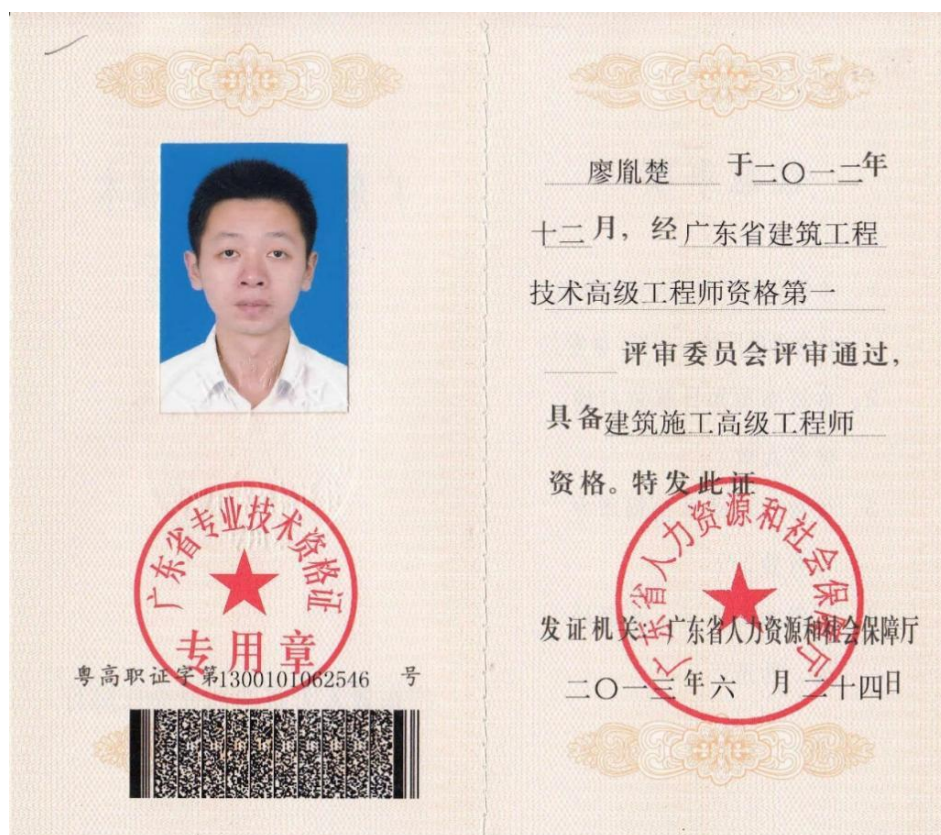 广东省专业技术资格证
专用章
粤高职证字第1300101062546 号
廖胤楚 于二〇一二年
十二月，经广东省建筑工程
技术高级工程师资格第一
评审委员会评审通过，
具备建筑施工高级工程师
资格。特发此证
广东省人力资源和社会保障厅
发证机关：广东省人力资源和社会保障厅
二〇一三年六 月二十四日